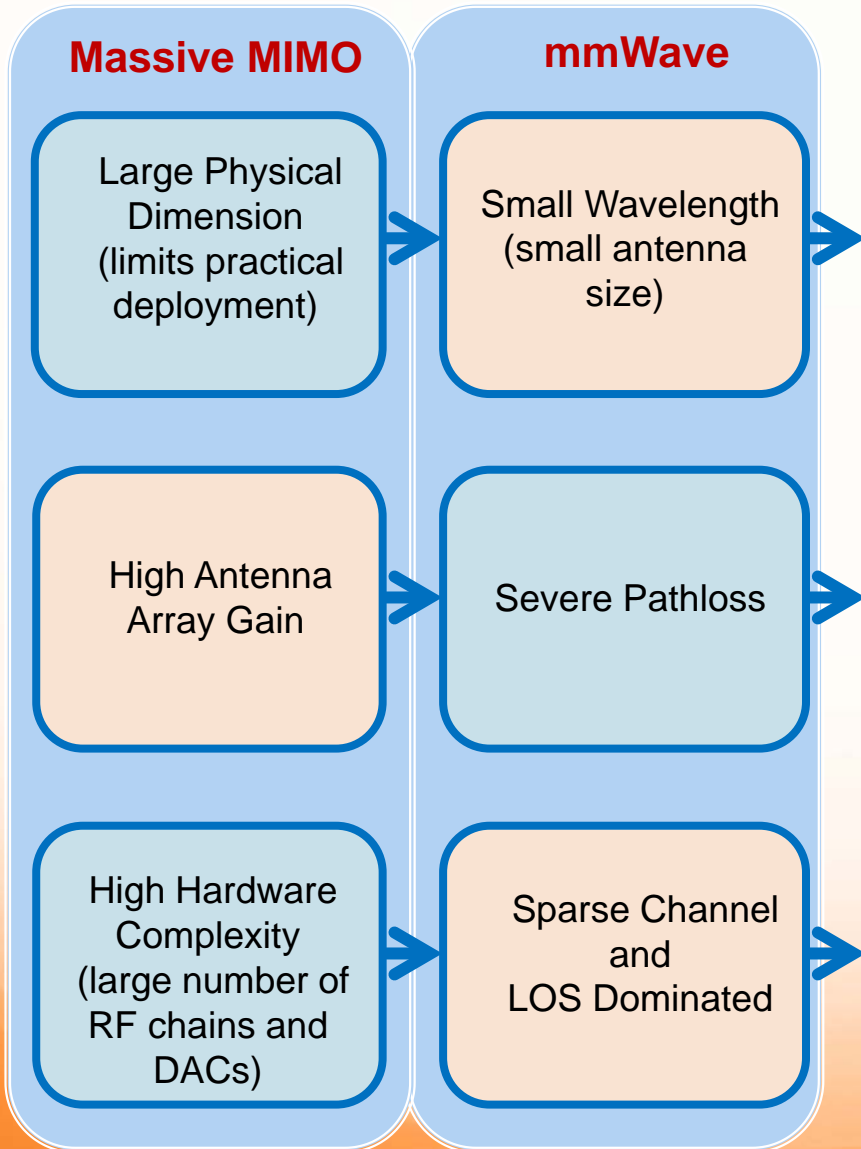 Massive MIMO
mmWave
Large Physical
Dimension
(limits practical
deployment)
Small Wavelength
(small antenna
size)
High Antenna
Array Gain
Severe Pathloss
High Hardware
Complexity
(large number of
RF chains and
DACs)
Sparse Channel
and
LOS Dominated